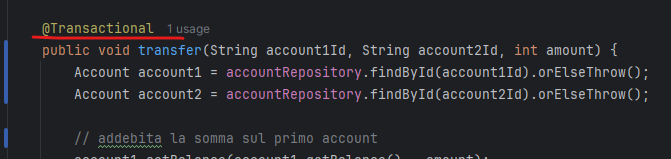 @Transactional 1 usage
public void transfer(String account1Id, String account2Id, int amount) {
Account account1 = accountRepository.findById(account1Id).orElseThrow();
Account account2 = accountRepository.findById(account2Id).orElseThrow();
// addebita la somma sul primo account
account1.setBalance(account1.getBalance() - amount);